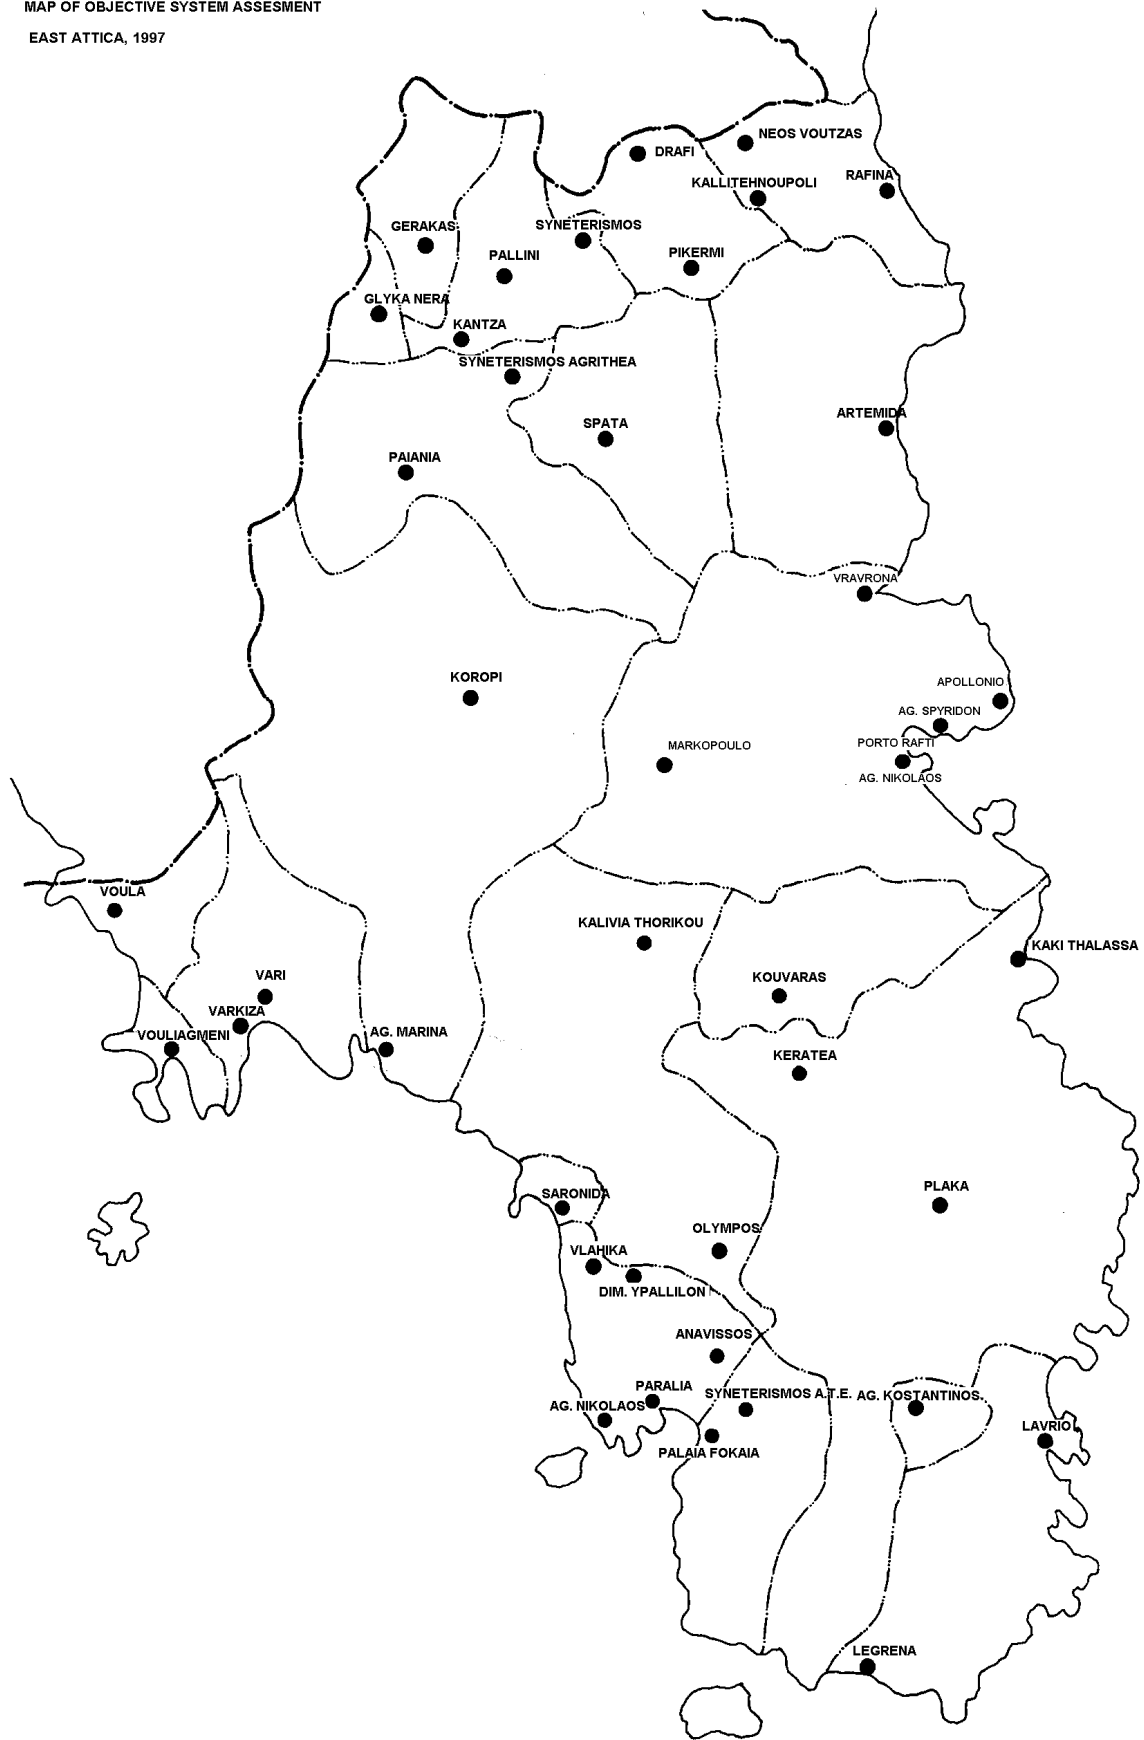 MAP OF OBJECTIVE SYSTEM ASSESMENT
EAST ATTICA, 1997
NEOS VOUTZAS
DRAFI
KALLITEHNOUPOLI
RAFINA
GERAKAS
SYNETERISMOS
PALLINI
PIKERMI
GLYKA NERA
KANTZA
SYNETERISMOS AGRITHEA
ARTEMIDA
SPATA
PAIANIA
VRAVRONA
KOROPI
APOLLONIO
AG. SPYRIDON
MARKOPOULO
PORTO RAFTI
AG. NIKOLAOS
VOULA
KALIVIA THORIKOU
KAKI THALASSA
VARI
KOUVARAS
VARKIZA
VOULIAGMENI
AG. MARINA
KERATEA
PLAKA
SARONIDA
OLYMPOS
VLAHIKA
DIM. YPALLILON
ANAVISSOS
PARALIA
SYNETERISMOS A.T.E.
AG. KOSTANTINOS
AG. NIKOLAOS
LAVRIO
PALAIA FOKAIA
LEGRENA